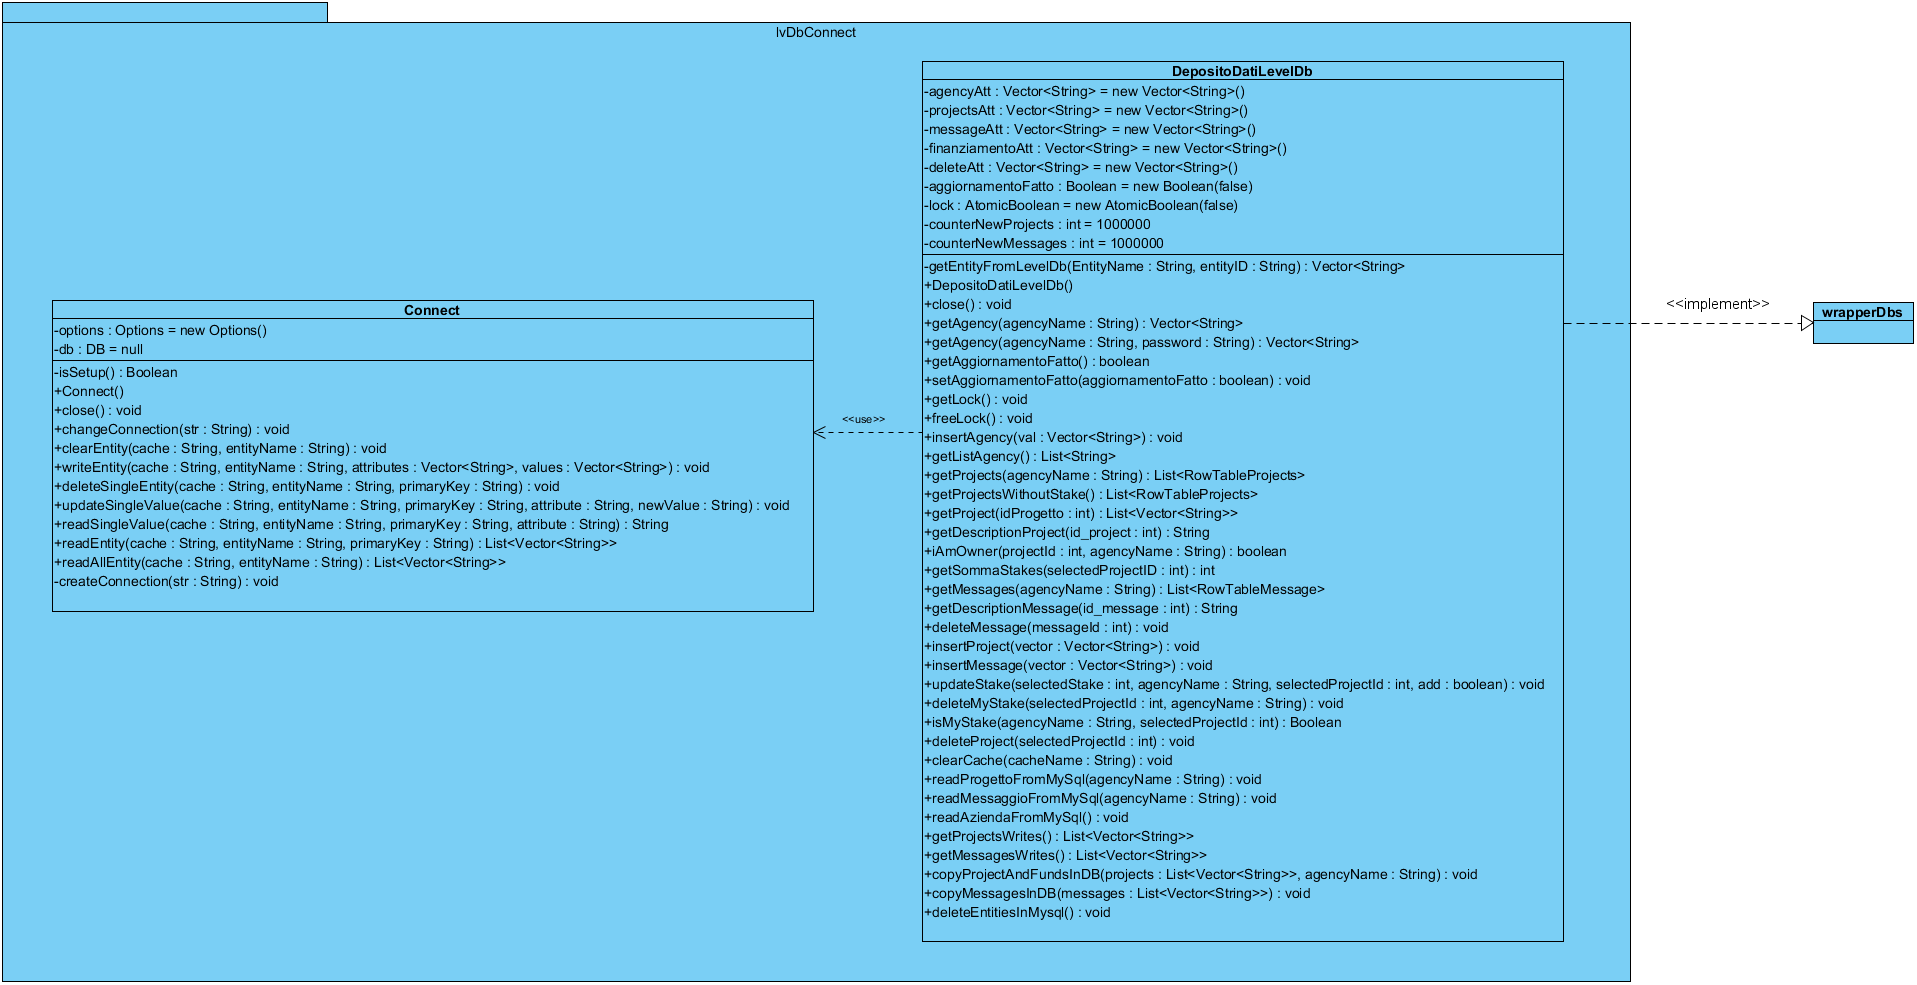 lvDbConnect
Connect
-options : Options = new Options()
-db : DB = null
-isSetup() : Boolean
+Connect()
+close() : void
+changeConnection(str : String) : void
+clearEntity(cache : String, entityName : String) : void
+writeEntity(cache : String, entityName : String, attributes : Vector<String>, values : Vector<String>) : void
+deleteSingleEntity(cache : String, entityName : String, primaryKey : String) : void
+updateSingleValue(cache : String, entityName : String, primaryKey : String, attribute : String, newValue : String) : void
+readSingleValue(cache : String, entityName : String, primaryKey : String, attribute : String) : String
+readEntity(cache : String, entityName : String, primaryKey : String) : List<Vector<String>>
+readAllEntity(cache : String, entityName : String) : List<Vector<String>>
-createConnection(str : String) : void
<<use>>
DepositoDatiLevelDb
-agencyAtt : Vector<String> = new Vector<String>()
-projectsAtt : Vector<String> = new Vector<String>()
-messageAtt : Vector<String> = new Vector<String>()
-finanziamentoAtt : Vector<String> = new Vector<String>()
-deleteAtt : Vector<String> = new Vector<String>()
-aggiornamentoFatto : Boolean = new Boolean(false)
-lock : AtomicBoolean = new AtomicBoolean(false)
-counterNewProjects : int = 1000000
-counterNewMessages : int = 1000000
-getEntityFromLevelDb(EntityName : String, entityID : String) : Vector<String>
+DepositoDatiLevelDb()
+close() : void
+getAgency(agencyName : String) : Vector<String>
+getAgency(agencyName : String, password : String) : Vector<String>
+getAggiornamentoFatto() : boolean
+setAggiornamentoFatto(aggiornamentoFatto : boolean) : void
+getLock() : void
+freeLock() : void
+insertAgency(val : Vector<String>) : void
+getListAgency() : List<String>
+getProjects(agencyName : String) : List<RowTableProjects>
+getProjectsWithoutStake() : List<RowTableProjects>
+getProject(idProgetto : int) : List<Vector<String>>
+getDescriptionProject(id_project : int) : String
+iAmOwner(projectId : int, agencyName : String) : boolean
+getSommaStakes(selectedProjectID : int) : int
+getMessages(agencyName : String) : List<RowTableMessage>
+getDescriptionMessage(id_message : int) : String
+deleteMessage(messageId : int) : void
+insertProject(vector : Vector<String>) : void
+insertMessage(vector : Vector<String>) : void
+updateStake(selectedStake : int, agencyName : String, selectedProjectId : int, add : boolean) : void
+deleteMyStake(selectedProjectId : int, agencyName : String) : void
+isMyStake(agencyName : String, selectedProjectId : int) : Boolean
+deleteProject(selectedProjectId : int) : void
+clearCache(cacheName : String) : void
+readProgettoFromMySql(agencyName : String) : void
+readMessaggioFromMySql(agencyName : String) : void
+readAziendaFromMySql() : void
+getProjectsWrites() : List<Vector<String>>
+getMessagesWrites() : List<Vector<String>>
+copyProjectAndFundsInDB(projects : List<Vector<String>>, agencyName : String) : void
+copyMessagesInDB(messages : List<Vector<String>>) : void
+deleteEntitiesInMysql() : void
<<implement>>
wrapperDbs